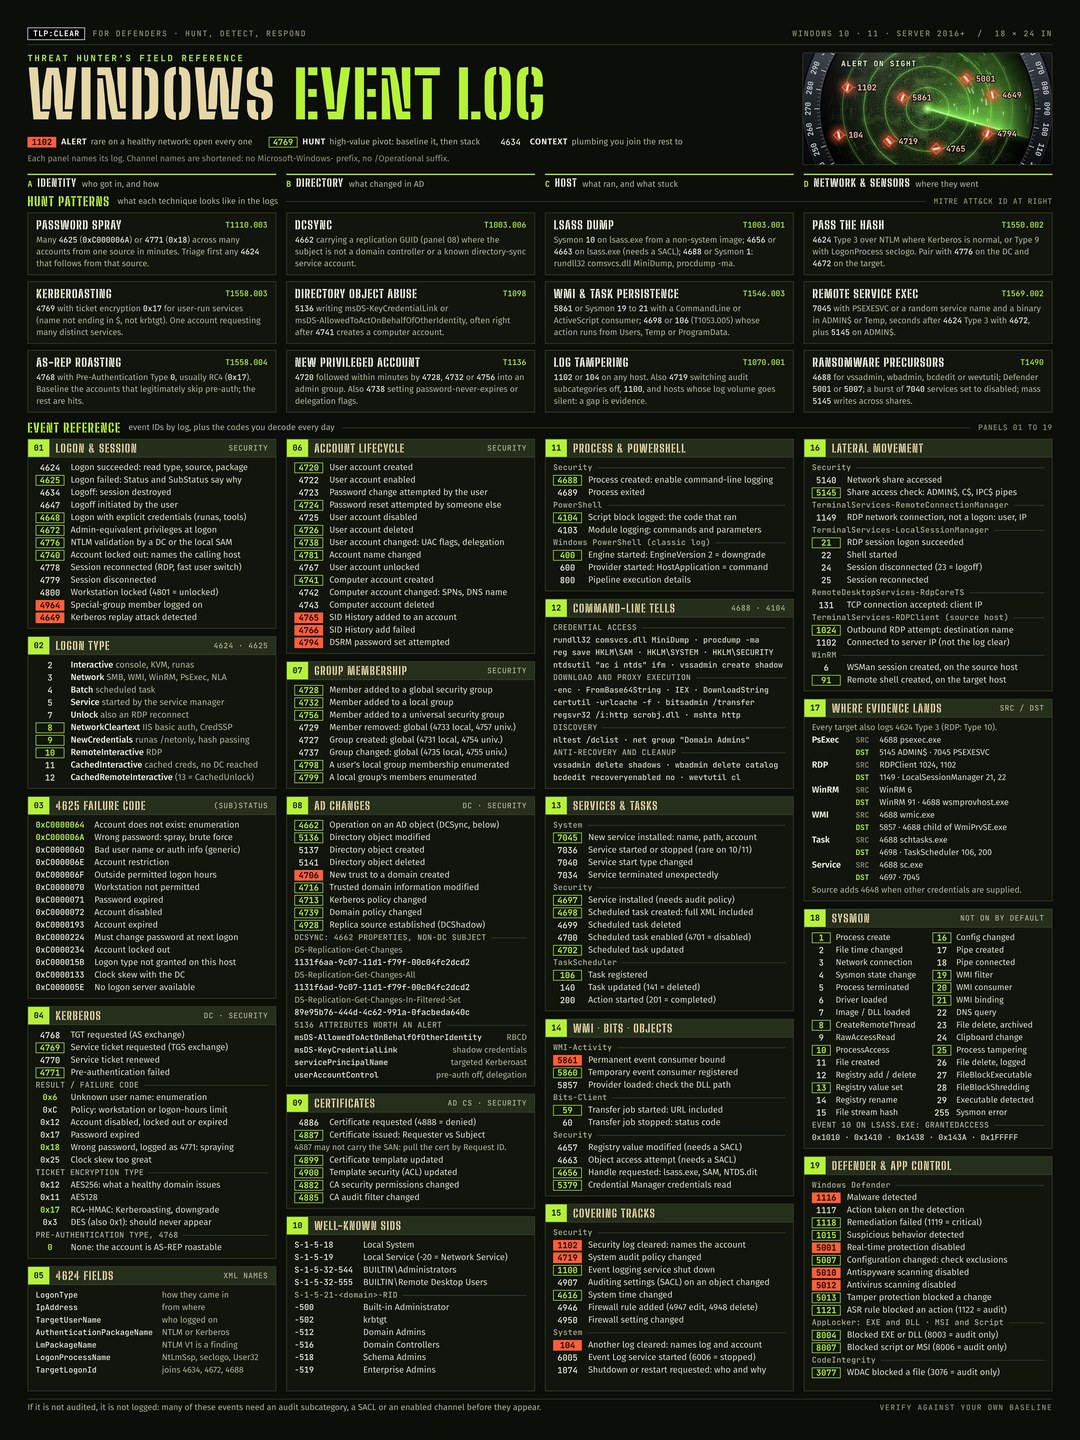 TLP:CLEAR FOR DEFENDERS · HUNT, DETECT, RESPOND
WINDOWS 10 · 11 · SERVER 2016+ / 18 × 24 IN
THREAT HUNTER'S FIELD REFERENCE
WINDOWS EVENT LOG
1102 ALERT rare on a healthy network: open every one 4769 HUNT high-value pivot: baseline it, then stack 4634 CONTEXT plumbing you join the rest to
Each panel names its log. Channel names are shortened: no Microsoft-Windows- prefix, no /Operational suffix.
ALERT ON SIGHT
290
280
260
250
070
080
100
110
1102
5861
5001
4649
104
4719
4765
4794
A IDENTITY who got in, and how
B DIRECTORY what changed in AD
C HOST what ran, and what stuck
D NETWORK & SENSORS where they went
HUNT PATTERNS what each technique looks like in the logs
MITRE ATT&CK ID AT RIGHT
PASSWORD SPRAY T1110.003
Many 4625 (0xC000006A) or 4771 (0x18) across many
accounts from one source in minutes. Triage first any 4624
that follows from that source.
DCSYNC T1003.006
4662 carrying a replication GUID (panel 08) where the
subject is not a domain controller or a known directory-sync
service account.
LSASS DUMP T1003.001
Sysmon 10 on lsass.exe from a non-system image; 4656 or
4663 on lsass.exe (needs a SACL); 4688 or Sysmon 1:
rundll32 comsvcs.dll MiniDump, procdump -ma.
PASS THE HASH T1550.002
4624 Type 3 over NTLM where Kerberos is normal, or Type 9
with LogonProcess seclogo. Pair with 4776 on the DC and
4672 on the target.
KERBEROASTING T1558.003
4769 with ticket encryption 0x17 for user-run services
(name not ending in $, not krbtgt). One account requesting
many distinct services.
DIRECTORY OBJECT ABUSE T1098
5136 writing msDS-KeyCredentialLink or
msDS-AllowedToActOnBehalfOfOtherIdentity, often right
after 4741 creates a computer account.
WMI & TASK PERSISTENCE T1546.003
5861 or Sysmon 19 to 21 with a CommandLine or
ActiveScript consumer; 4698 or 106 (T1053.005) whose
action runs from Users, Temp or ProgramData.
REMOTE SERVICE EXEC T1569.002
7045 with PSEXESVC or a random service name and a binary
in ADMIN$ or Temp, seconds after 4624 Type 3 with 4672,
plus 5145 on ADMIN$.
AS-REP ROASTING T1558.004
4768 with Pre-Authentication Type 0, usually RC4 (0x17).
Baseline the accounts that legitimately skip pre-auth; the
rest are hits.
NEW PRIVILEGED ACCOUNT T1136
4720 followed within minutes by 4728, 4732 or 4756 into an
admin group. Also 4738 setting password-never-expires or
delegation flags.
LOG TAMPERING T1070.001
1102 or 104 on any host. Also 4719 switching audit
subcategories off, 1100, and hosts whose log volume goes
silent: a gap is evidence.
RANSOMWARE PRECURSORS T1490
4688 for vssadmin, wbadmin, bcdedit or wevtutil; Defender
5001 or 5007; a burst of 7040 services set to disabled; mass
5145 writes across shares.
EVENT REFERENCE event IDs by log, plus the codes you decode every day
PANELS 01 TO 19
01 LOGON & SESSION SECURITY
4624 Logon succeeded: read type, source, package
4625 Logon failed: Status and SubStatus say why
4634 Logoff: session destroyed
4647 Logoff initiated by the user
4648 Logon with explicit credentials (runas, tools)
4672 Admin-equivalent privileges at logon
4776 NTLM validation by a DC or the local SAM
4740 Account locked out: names the calling host
4778 Session reconnected (RDP, fast user switch)
4779 Session disconnected
4800 Workstation locked (4801 = unlocked)
4964 Special-group member logged on
4649 Kerberos replay attack detected
02 LOGON TYPE 4624 · 4625
2 Interactive console, KVM, runas
3 Network SMB, WMI, WinRM, PsExec, NLA
4 Batch scheduled task
5 Service started by the service manager
7 Unlock also an RDP reconnect
8 NetworkCleartext IIS basic auth, CredSSP
9 NewCredentials runas /netonly, hash passing
10 RemoteInteractive RDP
11 CachedInteractive cached creds, no DC reached
12 CachedRemoteInteractive (13 = CachedUnlock)
03 4625 FAILURE CODE (SUB)STATUS
0xC0000064 Account does not exist: enumeration
0xC000006A Wrong password: spray, brute force
0xC000006D Bad user name or auth info (generic)
0xC000006E Account restriction
0xC000006F Outside permitted logon hours
0xC0000070 Workstation not permitted
0xC0000071 Password expired
0xC0000072 Account disabled
0xC0000193 Account expired
0xC0000224 Must change password at next logon
0xC0000234 Account locked out
0xC000015B Logon type not granted on this host
0xC0000133 Clock skew with the DC
0xC000005E No logon server available
04 KERBEROS DC · SECURITY
4768 TGT requested (AS exchange)
4769 Service ticket requested (TGS exchange)
4770 Service ticket renewed
4771 Pre-authentication failed
RESULT / FAILURE CODE
0x6 Unknown user name: enumeration
0xC Policy: workstation or logon-hours limit
0x12 Account disabled, locked out or expired
0x17 Password expired
0x18 Wrong password, logged as 4771: spraying
0x25 Clock skew too great
TICKET ENCRYPTION TYPE
0x12 AES256: what a healthy domain issues
0x11 AES128
0x17 RC4-HMAC: Kerberoasting, downgrade
0x3 DES (also 0x1): should never appear
PRE-AUTHENTICATION TYPE, 4768
0 None: the account is AS-REP roastable
05 4624 FIELDS XML NAMES
LogonType how they came in
IpAddress from where
TargetUserName who logged on
AuthenticationPackageName NTLM or Kerberos
LmPackageName NTLM V1 is a finding
LogonProcessName NtLmSsp, seclogo, User32
TargetLogonId joins 4634, 4672, 4688
06 ACCOUNT LIFECYCLE SECURITY
4720 User account created
4722 User account enabled
4723 Password change attempted by the user
4724 Password reset attempted by someone else
4725 User account disabled
4726 User account deleted
4738 User account changed: UAC flags, delegation
4781 Account name changed
4767 User account unlocked
4741 Computer account created
4742 Computer account changed: SPNs, DNS name
4743 Computer account deleted
4765 SID History added to an account
4766 SID History add failed
4794 DSRM password set attempted
07 GROUP MEMBERSHIP SECURITY
4728 Member added to a global security group
4732 Member added to a local group
4756 Member added to a universal security group
4729 Member removed: global (4733 local, 4757 univ.)
4727 Group created: global (4731 local, 4754 univ.)
4737 Group changed: global (4735 local, 4755 univ.)
4798 A user's local group membership enumerated
4799 A local group's members enumerated
08 AD CHANGES DC · SECURITY
4662 Operation on an AD object (DCSync, below)
5136 Directory object modified
5137 Directory object created
5141 Directory object deleted
4706 New trust to a domain created
4716 Trusted domain information modified
4713 Kerberos policy changed
4739 Domain policy changed
4928 Replica source established (DCShadow)
DCSYNC: 4662 PROPERTIES, NON-DC SUBJECT
DS-Replication-Get-Changes
1131f6aa-9c07-11d1-f79f-00c04fc2dcd2
DS-Replication-Get-Changes-All
1131f6ad-9c07-11d1-f79f-00c04fc2dcd2
DS-Replication-Get-Changes-In-Filtered-Set
89e95b76-444d-4c62-991a-0facbeda640c
5136 ATTRIBUTES WORTH AN ALERT
msDS-AllowedToActOnBehalfOfOtherIdentity RBCD
msDS-KeyCredentialLink shadow credentials
servicePrincipalName targeted Kerberoast
userAccountControl pre-auth off, delegation
09 CERTIFICATES AD CS · SECURITY
4886 Certificate requested (4888 = denied)
4887 Certificate issued: Requester vs Subject
4887 may not carry the SAN: pull the cert by Request ID.
4899 Certificate template updated
4900 Template security (ACL) updated
4882 CA security permissions changed
4885 CA audit filter changed
10 WELL-KNOWN SIDS
S-1-5-18 Local System
S-1-5-19 Local Service (-20 = Network Service)
S-1-5-32-544 BUILTIN\Administrators
S-1-5-32-555 BUILTIN\Remote Desktop Users
S-1-5-21-<domain>-RID
-500 Built-in Administrator
-502 krbtgt
-512 Domain Admins
-516 Domain Controllers
-518 Schema Admins
-519 Enterprise Admins
11 PROCESS & POWERSHELL
Security
4688 Process created: enable command-line logging
4689 Process exited
PowerShell
4104 Script block logged: the code that ran
4103 Module logging: commands and parameters
Windows PowerShell (classic log)
400 Engine started: EngineVersion 2 = downgrade
600 Provider started: HostApplication = command
800 Pipeline execution details
12 COMMAND-LINE TELLS 4688 · 4104
CREDENTIAL ACCESS
rundll32 comsvcs.dll MiniDump · procdump -ma
reg save HKLM\SAM · HKLM\SYSTEM · HKLM\SECURITY
ntdsutil "ac i ntds" ifm · vssadmin create shadow
DOWNLOAD AND PROXY EXECUTION
-enc · FromBase64String · IEX · DownloadString
certutil -urlcache -f · bitsadmin /transfer
regsvr32 /i:http scrobj.dll · mshta http
DISCOVERY
nltest /dclist · net group "Domain Admins"
ANTI-RECOVERY AND CLEANUP
vssadmin delete shadows · wbadmin delete catalog
bcdedit recoveryenabled no · wevtutil cl
13 SERVICES & TASKS
System
7045 New service installed: name, path, account
7036 Service started or stopped (rare on 10/11)
7040 Service start type changed
7034 Service terminated unexpectedly
Security
4697 Service installed (needs audit policy)
4698 Scheduled task created: full XML included
4699 Scheduled task deleted
4700 Scheduled task enabled (4701 = disabled)
4702 Scheduled task updated
TaskScheduler
106 Task registered
140 Task updated (141 = deleted)
200 Action started (201 = completed)
14 WMI · BITS · OBJECTS
WMI-Activity
5861 Permanent event consumer bound
5860 Temporary event consumer registered
5857 Provider loaded: check the DLL path
Bits-Client
59 Transfer job started: URL included
60 Transfer job stopped: status code
Security
4657 Registry value modified (needs a SACL)
4663 Object access attempt (needs a SACL)
4656 Handle requested: lsass.exe, SAM, NTDS.dit
5379 Credential Manager credentials read
15 COVERING TRACKS
Security
1102 Security log cleared: names the account
4719 System audit policy changed
1100 Event logging service shut down
4907 Auditing settings (SACL) on an object changed
4616 System time changed
4946 Firewall rule added (4947 edit, 4948 delete)
4950 Firewall setting changed
System
104 Another log cleared: names log and account
6005 Event Log service started (6006 = stopped)
1074 Shutdown or restart requested: who and why
16 LATERAL MOVEMENT
Security
5140 Network share accessed
5145 Share access check: ADMIN$, C$, IPC$ pipes
TerminalServices-RemoteConnectionManager
1149 RDP network connection, not a logon: user, IP
TerminalServices-LocalSessionManager
21 RDP session logon succeeded
22 Shell started
24 Session disconnected (23 = logoff)
25 Session reconnected
RemoteDesktopServices-RdpCoreTS
131 TCP connection accepted: client IP
TerminalServices-RDPClient (source host)
1024 Outbound RDP attempt: destination name
1102 Connected to server IP (not the log clear)
WinRM
6 WSMan session created, on the source host
91 Remote shell created, on the target host
17 WHERE EVIDENCE LANDS SRC / DST
Every target also logs 4624 Type 3 (RDP: Type 10).
PsExec SRC 4688 psexec.exe
DST 5145 ADMIN$ · 7045 PSEXESVC
RDP SRC RDPClient 1024, 1102
DST 1149 · LocalSessionManager 21, 22
WinRM SRC WinRM 6
DST WinRM 91 · 4688 wsmprovhost.exe
WMI SRC 4688 wmic.exe
DST 5857 · 4688 child of WmiPrvSE.exe
Task SRC 4688 schtasks.exe
DST 4698 · TaskScheduler 106, 200
Service SRC 4688 sc.exe
DST 4697 · 7045
Source adds 4648 when other credentials are supplied.
18 SYSMON NOT ON BY DEFAULT
1 Process create 16 Config changed
2 File time changed 17 Pipe created
3 Network connection 18 Pipe connected
4 Sysmon state change 19 WMI filter
5 Process terminated 20 WMI consumer
6 Driver loaded 21 WMI binding
7 Image / DLL loaded 22 DNS query
8 CreateRemoteThread 23 File delete, archived
9 RawAccessRead 24 Clipboard change
10 ProcessAccess 25 Process tampering
11 File created 26 File delete, logged
12 Registry add / delete 27 FileBlockExecutable
13 Registry value set 28 FileBlockShredding
14 Registry rename 29 Executable detected
15 File stream hash 255 Sysmon error
EVENT 10 ON LSASS.EXE: GRANTEDACCESS
0x1010 · 0x1410 · 0x1438 · 0x143A · 0x1FFFFF
19 DEFENDER & APP CONTROL
Windows Defender
1116 Malware detected
1117 Action taken on the detection
1118 Remediation failed (1119 = critical)
1015 Suspicious behavior detected
5001 Real-time protection disabled
5007 Configuration changed: check exclusions
5010 Antispyware scanning disabled
5012 Antivirus scanning disabled
5013 Tamper protection blocked a change
1121 ASR rule blocked an action (1122 = audit)
AppLocker: EXE and DLL · MSI and Script
8004 Blocked EXE or DLL (8003 = audit only)
8007 Blocked script or MSI (8006 = audit only)
CodeIntegrity
3077 WDAC blocked a file (3076 = audit only)
If it is not audited, it is not logged: many of these events need an audit subcategory, a SACL or an enabled channel before they appear.
VERIFY AGAINST YOUR OWN BASELINE